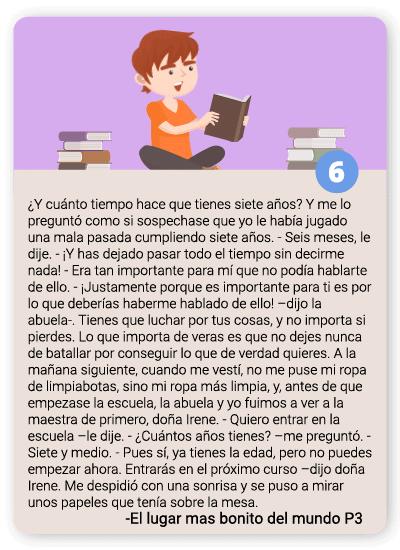 6
¿Y cuánto tiempo hace que tienes siete años? Y me lo
preguntó como si sospechase que yo le había jugado
una mala pasada cumpliendo siete años. - Seis meses, le
dije. - ¡Y has dejado pasar todo el tiempo sin decirme
nada! - Era tan importante para mí que no podía hablarte
de ello. - ¡Justamente porque es importante para ti es por
lo que deberías haberme hablado de ello! –dijo la
abuela-. Tienes que luchar por tus cosas, y no importa si
pierdes. Lo que importa de veras es que no dejes nunca
de batallar por conseguir lo que de verdad quieres. A la
mañana siguiente, cuando me vestí, no me puse mi ropa
de limpiabotas, sino mi ropa más limpia, y, antes de que
empezase la escuela, la abuela y yo fuimos a ver a la
maestra de primero, doña Irene. - Quiero entrar en la
escuela –le dije. - ¿Cuántos años tienes? –me preguntó. -
Siete y medio. - Pues sí, ya tienes la edad, pero no puedes
empezar ahora. Entrarás en el próximo curso –dijo doña
Irene. Me despidió con una sonrisa y se puso a mirar
unos papeles que tenía sobre la mesa.
-El lugar mas bonito del mundo P3